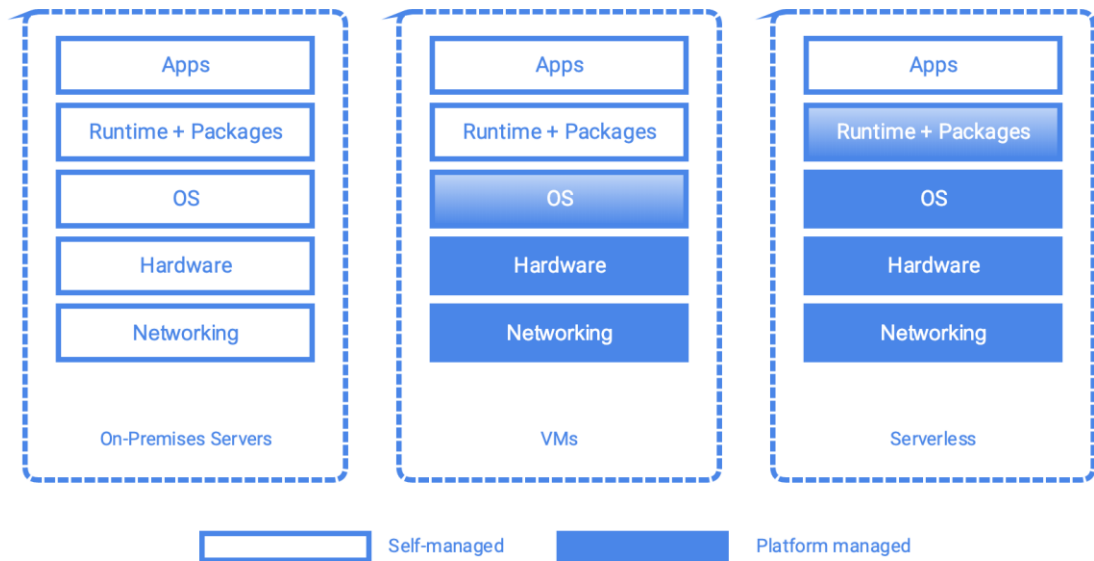 Apps
Runtime + Packages
OS
Hardware
Networking
On-Premises Servers
Apps
Runtime + Packages
OS
Hardware
Networking
VMs
Apps
Runtime + Packages
OS
Hardware
Networking
Serverless
Self-managed
Platform managed